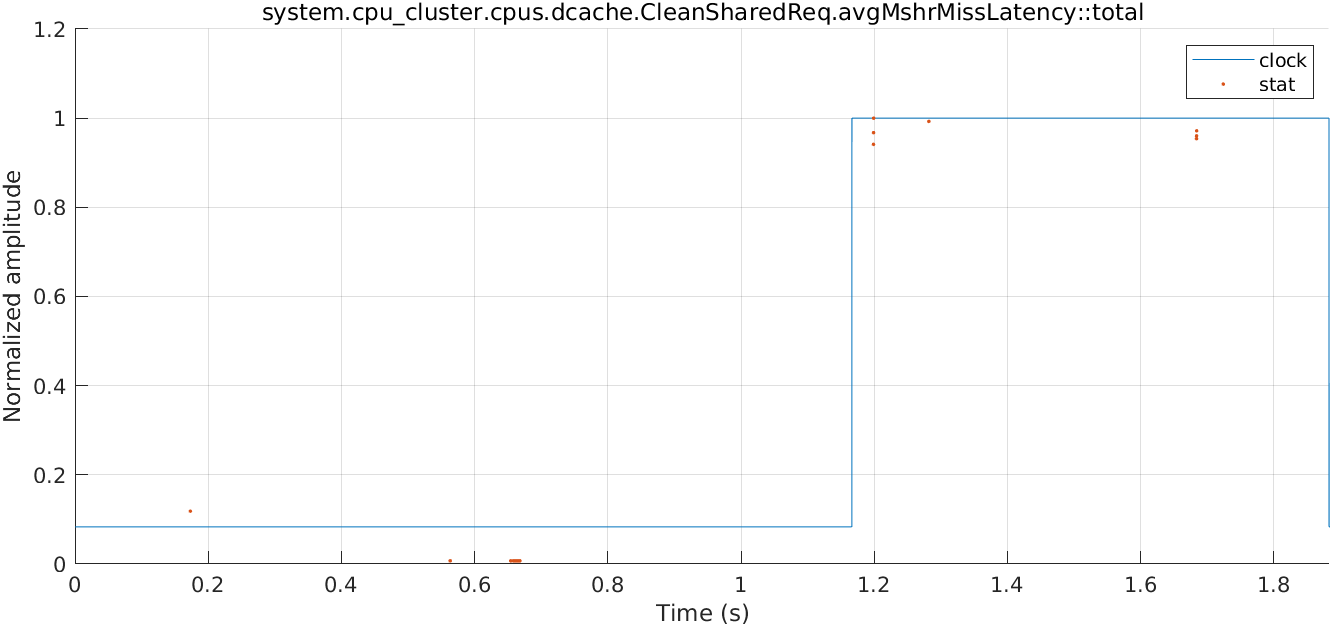 system.cpu_cluster.cpus.dcache.CleanSharedReq.avgMshrMissLatency::total
Normalized amplitude
1.2
1
0.8
0.6
0.4
0.2
0
clock
stat
0 0.2 0.4 0.6 0.8 1 1.2 1.4 1.6 1.8
Time (s)